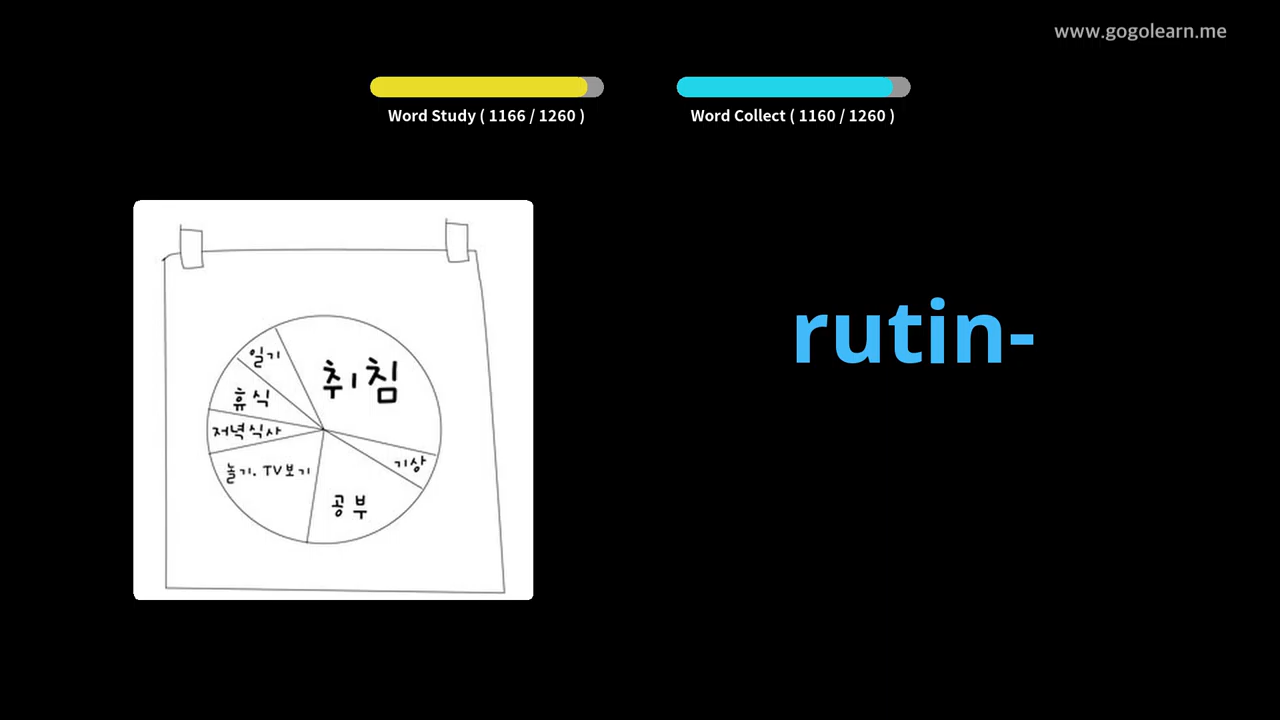 www.gogolearn.me
Word Study ( 1166 / 1260 )
Word Collect ( 1160 / 1260 )
일기
취침
휴식
저녁식사
기상
놀기. TV보기
공부
rutin-